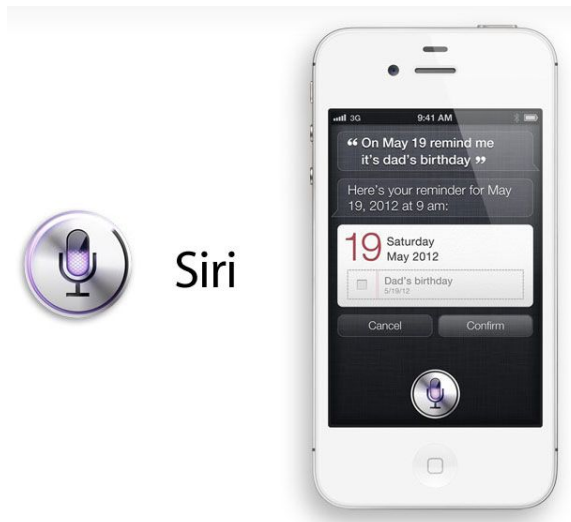 Siri
3G 9:41 AM
“ On May 19 remind me
it's dad's birthday ”
Here's your reminder for May
19, 2012 at 9 am:
19 Saturday
May 2012
Dad's birthday
5/19/12
Cancel Confirm